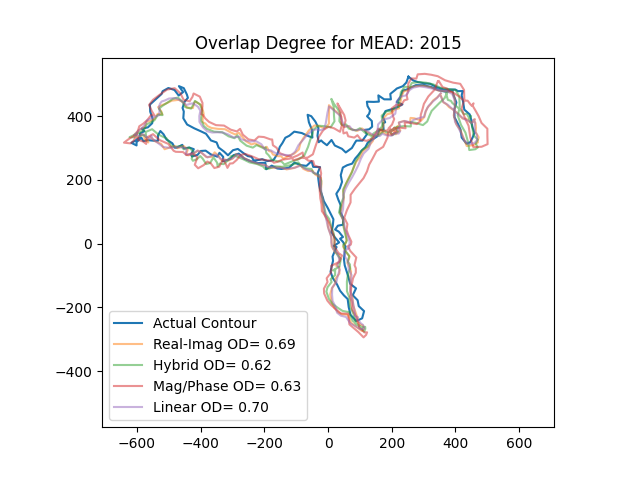 Overlap Degree for MEAD: 2015
400
200
0
−200
−400
Actual Contour
Real-Imag OD= 0.69
Hybrid OD= 0.62
Mag/Phase OD= 0.63
Linear OD= 0.70
−600 −400 −200 0 200 400 600